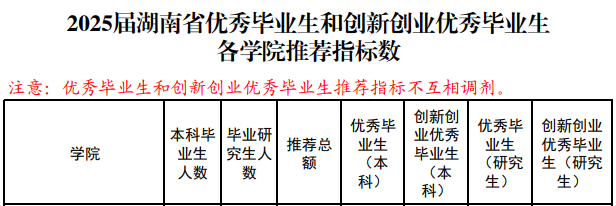 2025届湖南省优秀毕业生和创新创业优秀毕业生
各学院推荐指标数
注意：优秀毕业生和创新创业优秀毕业生推荐指标不互相调剂。
学院
本科毕
业生
人数
毕业研
究生人
数
推荐总
额
优秀毕
业生
（本
科）
创新创
业优秀
毕业生
（本
科）
优秀毕
业生
（研究
生）
创新创业
优秀毕业
生（研究
生）